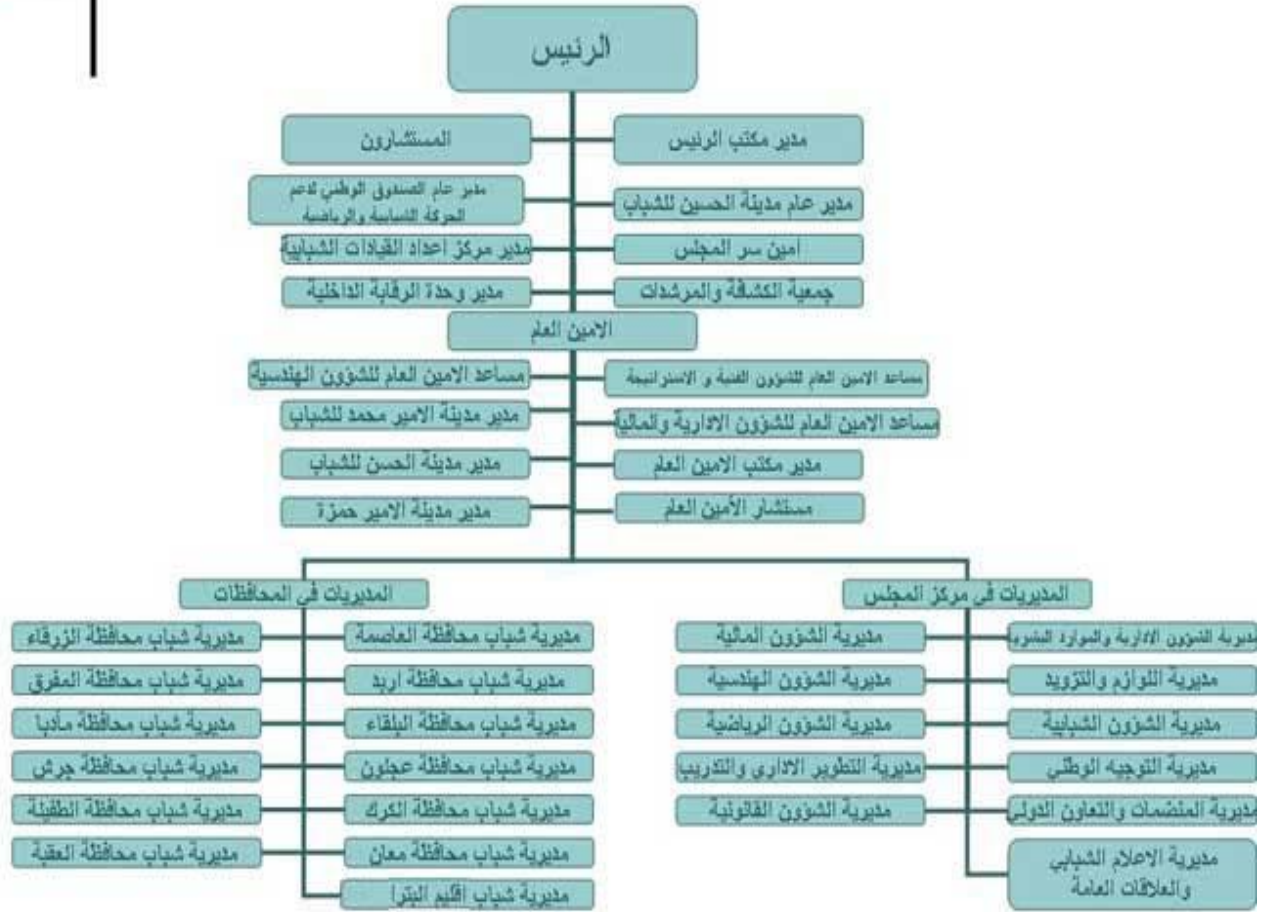 الرئيس
مدير مكتب الرئيس
المستشارون
مدير عام مدينة الحسين للشباب
مدير عام الصندوق الوطني لدعم
الحركة الشبابية والرياضية
امين سر المجلس
مدير مركز اعداد القيادات الشبابية
جمعية الكشافة والمرشدات
مدير وحدة الرقابة الداخلية
الامين العام
مساعد الامين العام للشؤون الفنية و الاستراتيجة
مساعد الامين العام للشؤون الهندسية
مساعد الامين العام للشؤون الادارية والمالية
مدير مدينة الامير محمد للشباب
مدير مكتب الامين العام
مدير مدينة الحسن للشباب
مستشار الأمين العام
مدير مدينة الامير حمزة
المديريات في مركز المجلس
المديريات في المحافظات
مديرية الشؤون الادارية والموارد البشرية
مديرية الشؤون المالية
مديرية شباب محافظة العاصمة
مديرية شباب محافظة الزرقاء
مديرية اللوازم والتزويد
مديرية الشؤون الهندسية
مديرية شباب محافظة اربد
مديرية شباب محافظة المفرق
مديرية الشؤون الشبابية
مديرية الشؤون الرياضية
مديرية شباب محافظة البلقاء
مديرية شباب محافظة مأدبا
مديرية التوجيه الوطني
مديرية التطوير الاداري والتدريب
مديرية شباب محافظة عجلون
مديرية شباب محافظة جرش
مديرية المنضمات والتعاون الدولي
مديرية الشؤون القانونية
مديرية شباب محافظة الكرك
مديرية شباب محافظة الطفيلة
مديرية الاعلام الشبابي
والعلاقات العامة
مديرية شباب محافظة معان
مديرية شباب محافظة العقبة
مديرية شباب اقليم البترا